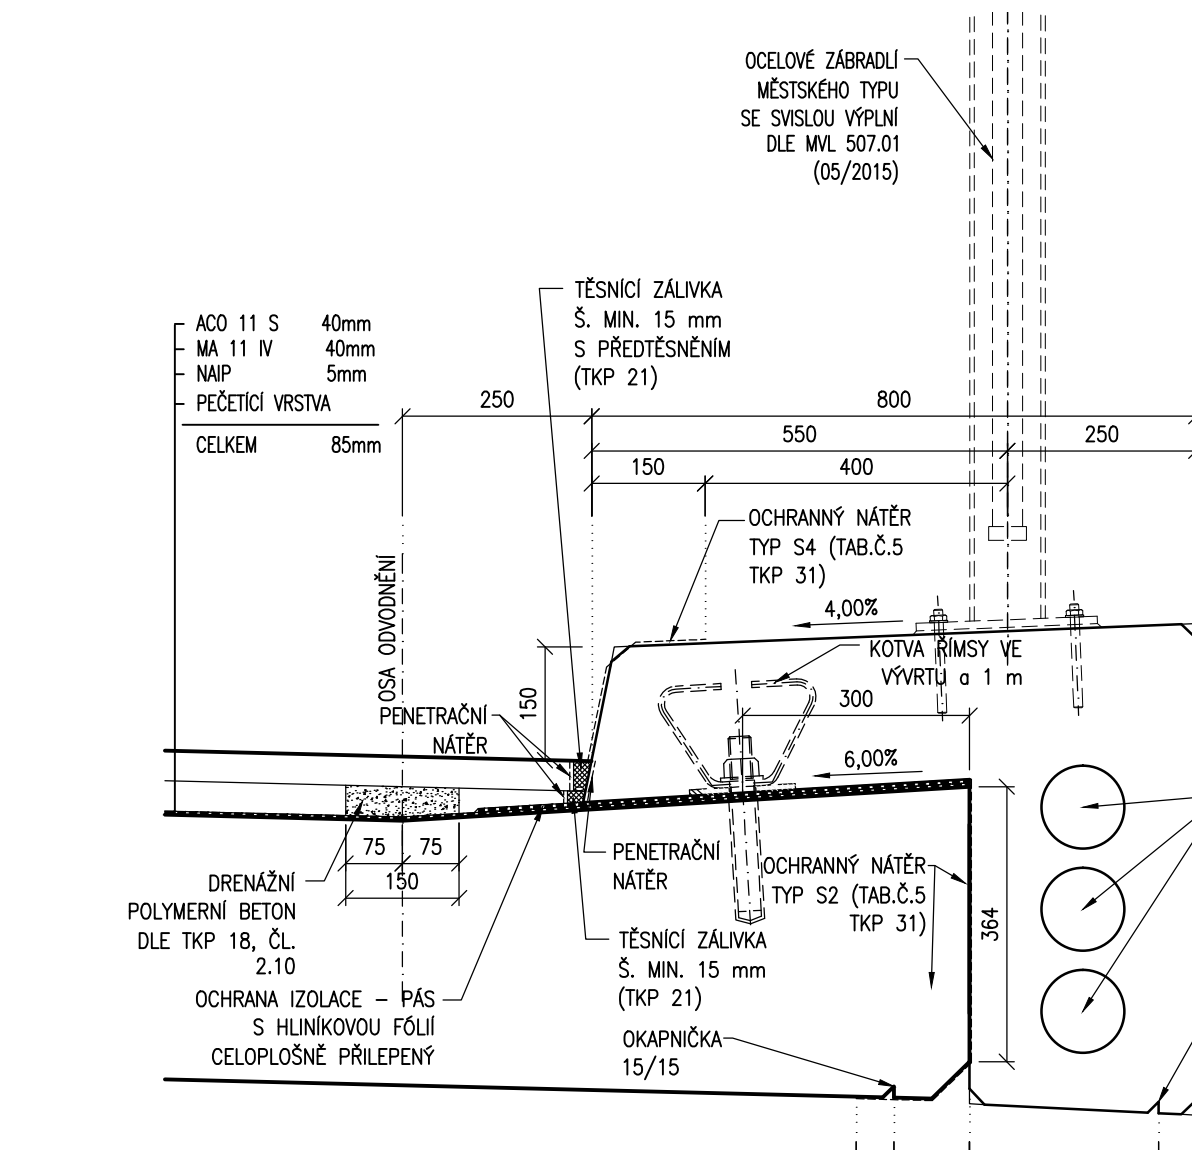 OCELOVÉ ZÁBRADLÍ
MĚSTSKÉHO TYPU
SE SVISLOU VÝPLNÍ
DLE MVL 507.01
(05/2015)
TĚSNÍCÍ ZÁLIVKA
Š. MIN. 15 mm
S PŘEDTĚSNĚNÍM
(TKP 21)
ACO 11 S 40mm
MA 11 IV 40mm
NAIP 5mm
PEČETÍCÍ VRSTVA
CELKEM 85mm
250
800
550
250
150
400
OCHRANNÝ NÁTĚR
TYP S4 (TAB.Č.5
TKP 31)
OSA ODVODNĚNÍ
4,00%
KOTVA ŘÍMSY VE
VÝVRTU a 1 m
300
150
PENETRAČNÍ
NÁTĚR
6,00%
75
75
150
DRENÁŽNÍ
POLYMERNÍ BETON
DLE TKP 18, ČL.
2.10
PENETRAČNÍ
NÁTĚR
OCHRANNÝ NÁTĚR
TYP S2 (TAB.Č.5
TKP 31)
364
TĚSNÍCÍ ZÁLIVKA
Š. MIN. 15 mm
(TKP 21)
OCHRANA IZOLACE – PÁS
S HLINÍKOVOU FÓLIÍ
CELOPLOŠNĚ PŘILEPENÝ
OKAPNIČKA
15/15